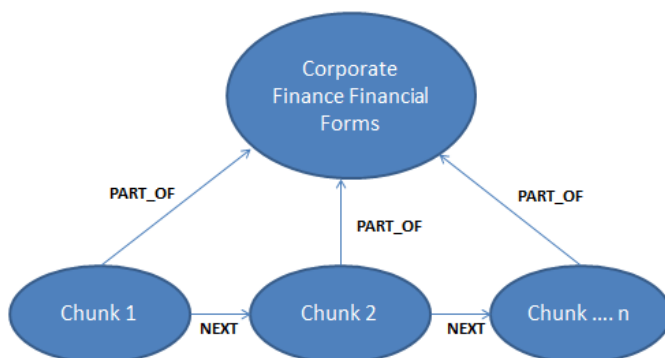 Corporate
Finance Financial
Forms
PART_OF
PART_OF
PART_OF
Chunk 1
NEXT
Chunk 2
NEXT
Chunk .... n